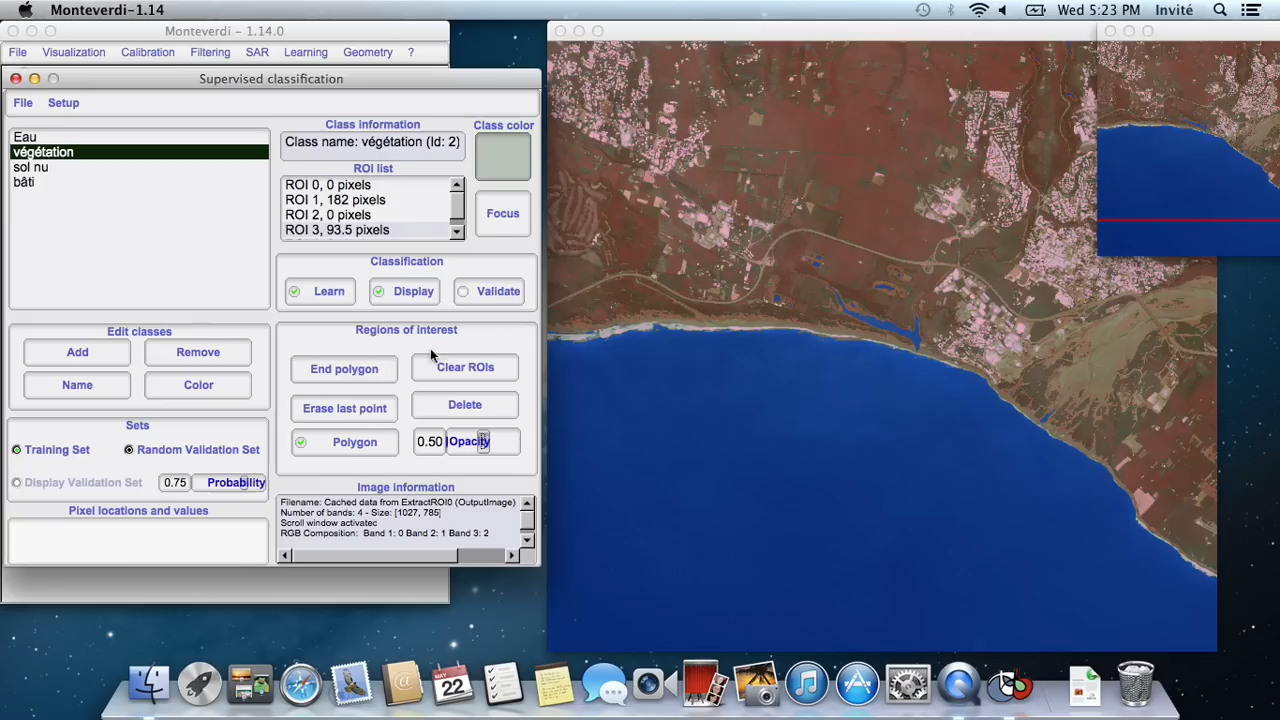 Monteverdi-1.14
Wed 5:23 PM Invité
Monteverdi - 1.14.0
File Visualization Calibration Filtering SAR Learning Geometry ?
Supervised classification
File Setup
Eau
végétation
sol nu
bâti
Class information
Class name: végétation (Id: 2)
Class color
ROI list
ROI 0, 0 pixels
ROI 1, 182 pixels
ROI 2, 0 pixels
ROI 3, 93.5 pixels
Focus
Classification
Learn Display Validate
Edit classes
Add Remove
Name Color
Regions of interest
End polygon Clear ROIs
Erase last point Delete
Polygon 0.50 Opacity
Sets
Training Set Random Validation Set
Display Validation Set 0.75 Probability
Pixel locations and values
Image information
Filename: Cached data from ExtractROI0 (OutputImage)
Number of bands: 4 - Size: [1027, 785]
Scroll window activated
RGB Composition: Band 1: 0 Band 2: 1 Band 3: 2
MAY
22